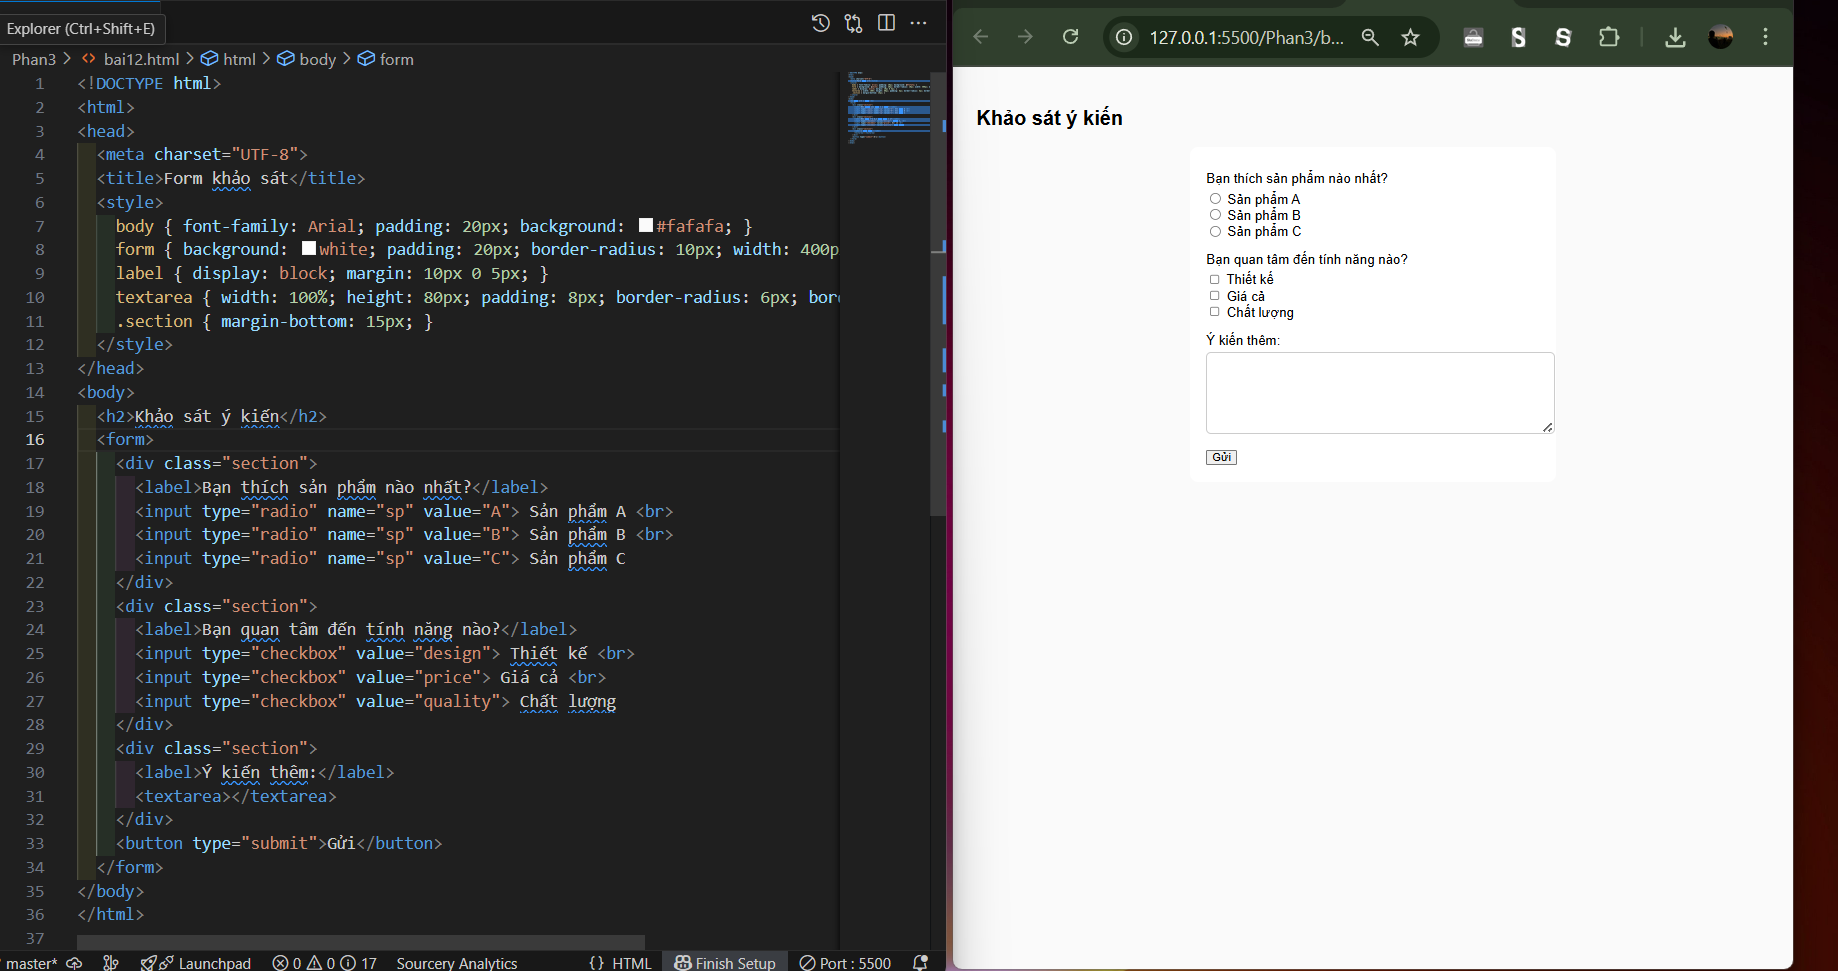 Explorer (Ctrl+Shift+E)
Phan3 > bai12.html > html > body > form
1 <!DOCTYPE html>
2 <html>
3 <head>
4 <meta charset="UTF-8">
5 <title>Form khảo sát</title>
6 <style>
7 body { font-family: Arial; padding: 20px; background: #fafafa; }
8 form { background: white; padding: 20px; border-radius: 10px; width: 400p
9 label { display: block; margin: 10px 0 5px; }
10 textarea { width: 100%; height: 80px; padding: 8px; border-radius: 6px; bor
11 .section { margin-bottom: 15px; }
12 </style>
13 </head>
14 <body>
15 <h2>Khảo sát ý kiến</h2>
16 <form>
17 <div class="section">
18 <label>Bạn thích sản phẩm nào nhất?</label>
19 <input type="radio" name="sp" value="A"> Sản phẩm A <br>
20 <input type="radio" name="sp" value="B"> Sản phẩm B <br>
21 <input type="radio" name="sp" value="C"> Sản phẩm C
22 </div>
23 <div class="section">
24 <label>Bạn quan tâm đến tính năng nào?</label>
25 <input type="checkbox" value="design"> Thiết kế <br>
26 <input type="checkbox" value="price"> Giá cả <br>
27 <input type="checkbox" value="quality"> Chất lượng
28 </div>
29 <div class="section">
30 <label>Ý kiến thêm:</label>
31 <textarea></textarea>
32 </div>
33 <button type="submit">Gửi</button>
34 </form>
35 </body>
36 </html>
37
master* Launchpad 0 0 17 Sourcery Analytics {} HTML Finish Setup Port : 5500
127.0.0.1:5500/Phan3/b...
Khảo sát ý kiến
Bạn thích sản phẩm nào nhất?
Sản phẩm A
Sản phẩm B
Sản phẩm C
Bạn quan tâm đến tính năng nào?
Thiết kế
Giá cả
Chất lượng
Ý kiến thêm:
Gửi